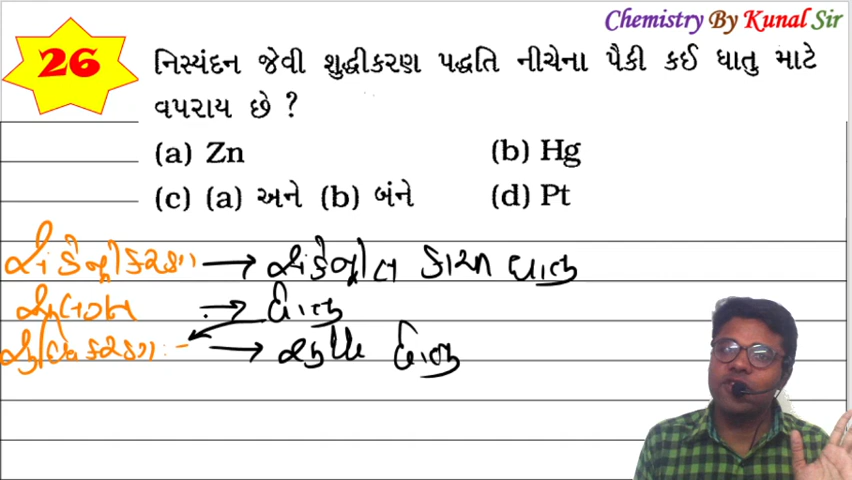 Chemistry By Kunal Sir
26
નિસ્યંદન જેવી શુદ્ધીકરણ પદ્ધતિ નીચેના પૈકી કઈ ધાતુ માટે
વપરાય છે ?
(a) Zn (b) Hg
(c) (a) અને (b) બંને (d) Pt
→ કાચી ધાતુ
→ ધાતુ
→ ધાતુ